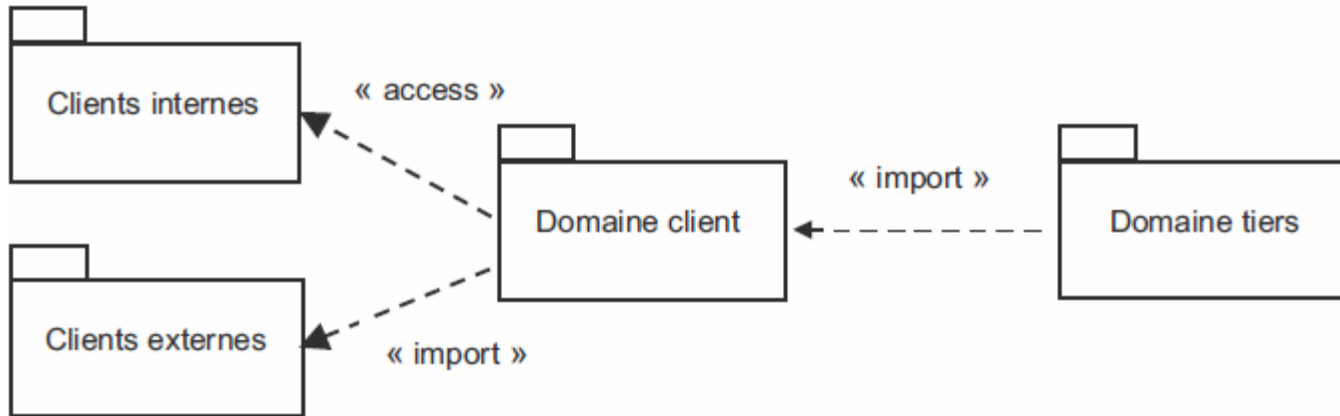 Clients internes
« access »
Domaine client
« import »
Domaine tiers
Clients externes
« import »